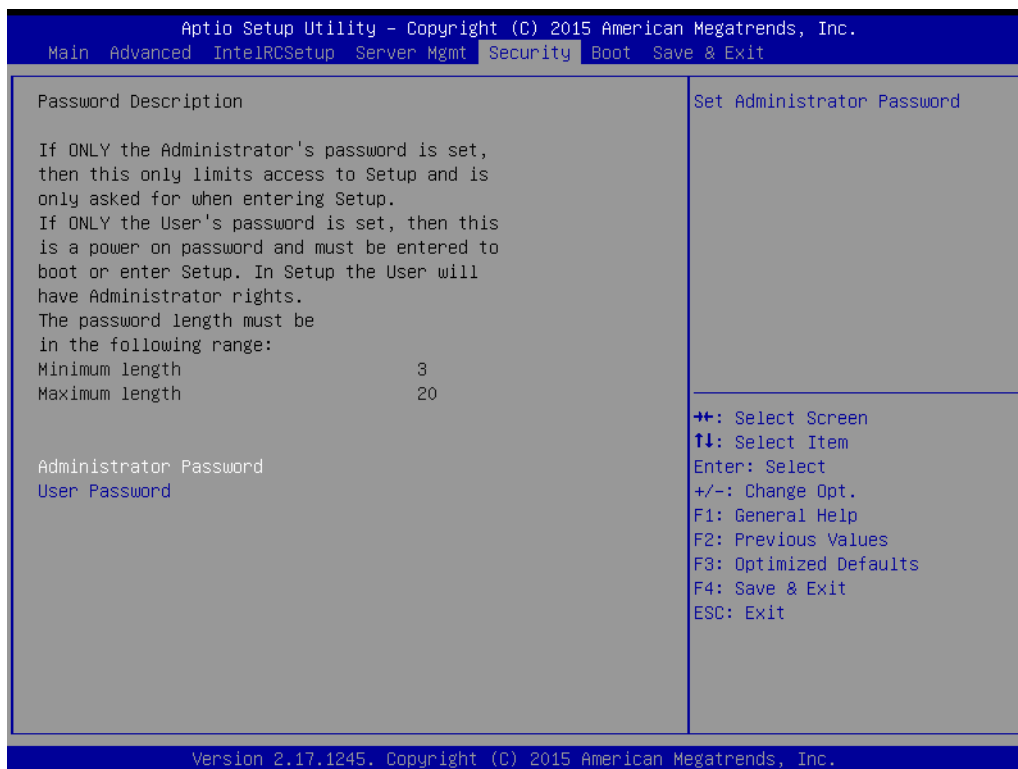 Aptio Setup Utility – Copyright (C) 2015 American Megatrends, Inc.
Main Advanced IntelRCSetup Server Mgmt Security Boot Save & Exit
Password Description
If ONLY the Administrator's password is set,
then this only limits access to Setup and is
only asked for when entering Setup.
If ONLY the User's password is set, then this
is a power on password and must be entered to
boot or enter Setup. In Setup the User will
have Administrator rights.
The password length must be
in the following range:
Minimum length 3
Maximum length 20
Administrator Password
User Password
Set Administrator Password
→←: Select Screen
↑↓: Select Item
Enter: Select
+/-: Change Opt.
F1: General Help
F2: Previous Values
F3: Optimized Defaults
F4: Save & Exit
ESC: Exit
Version 2.17.1245. Copyright (C) 2015 American Megatrends, Inc.